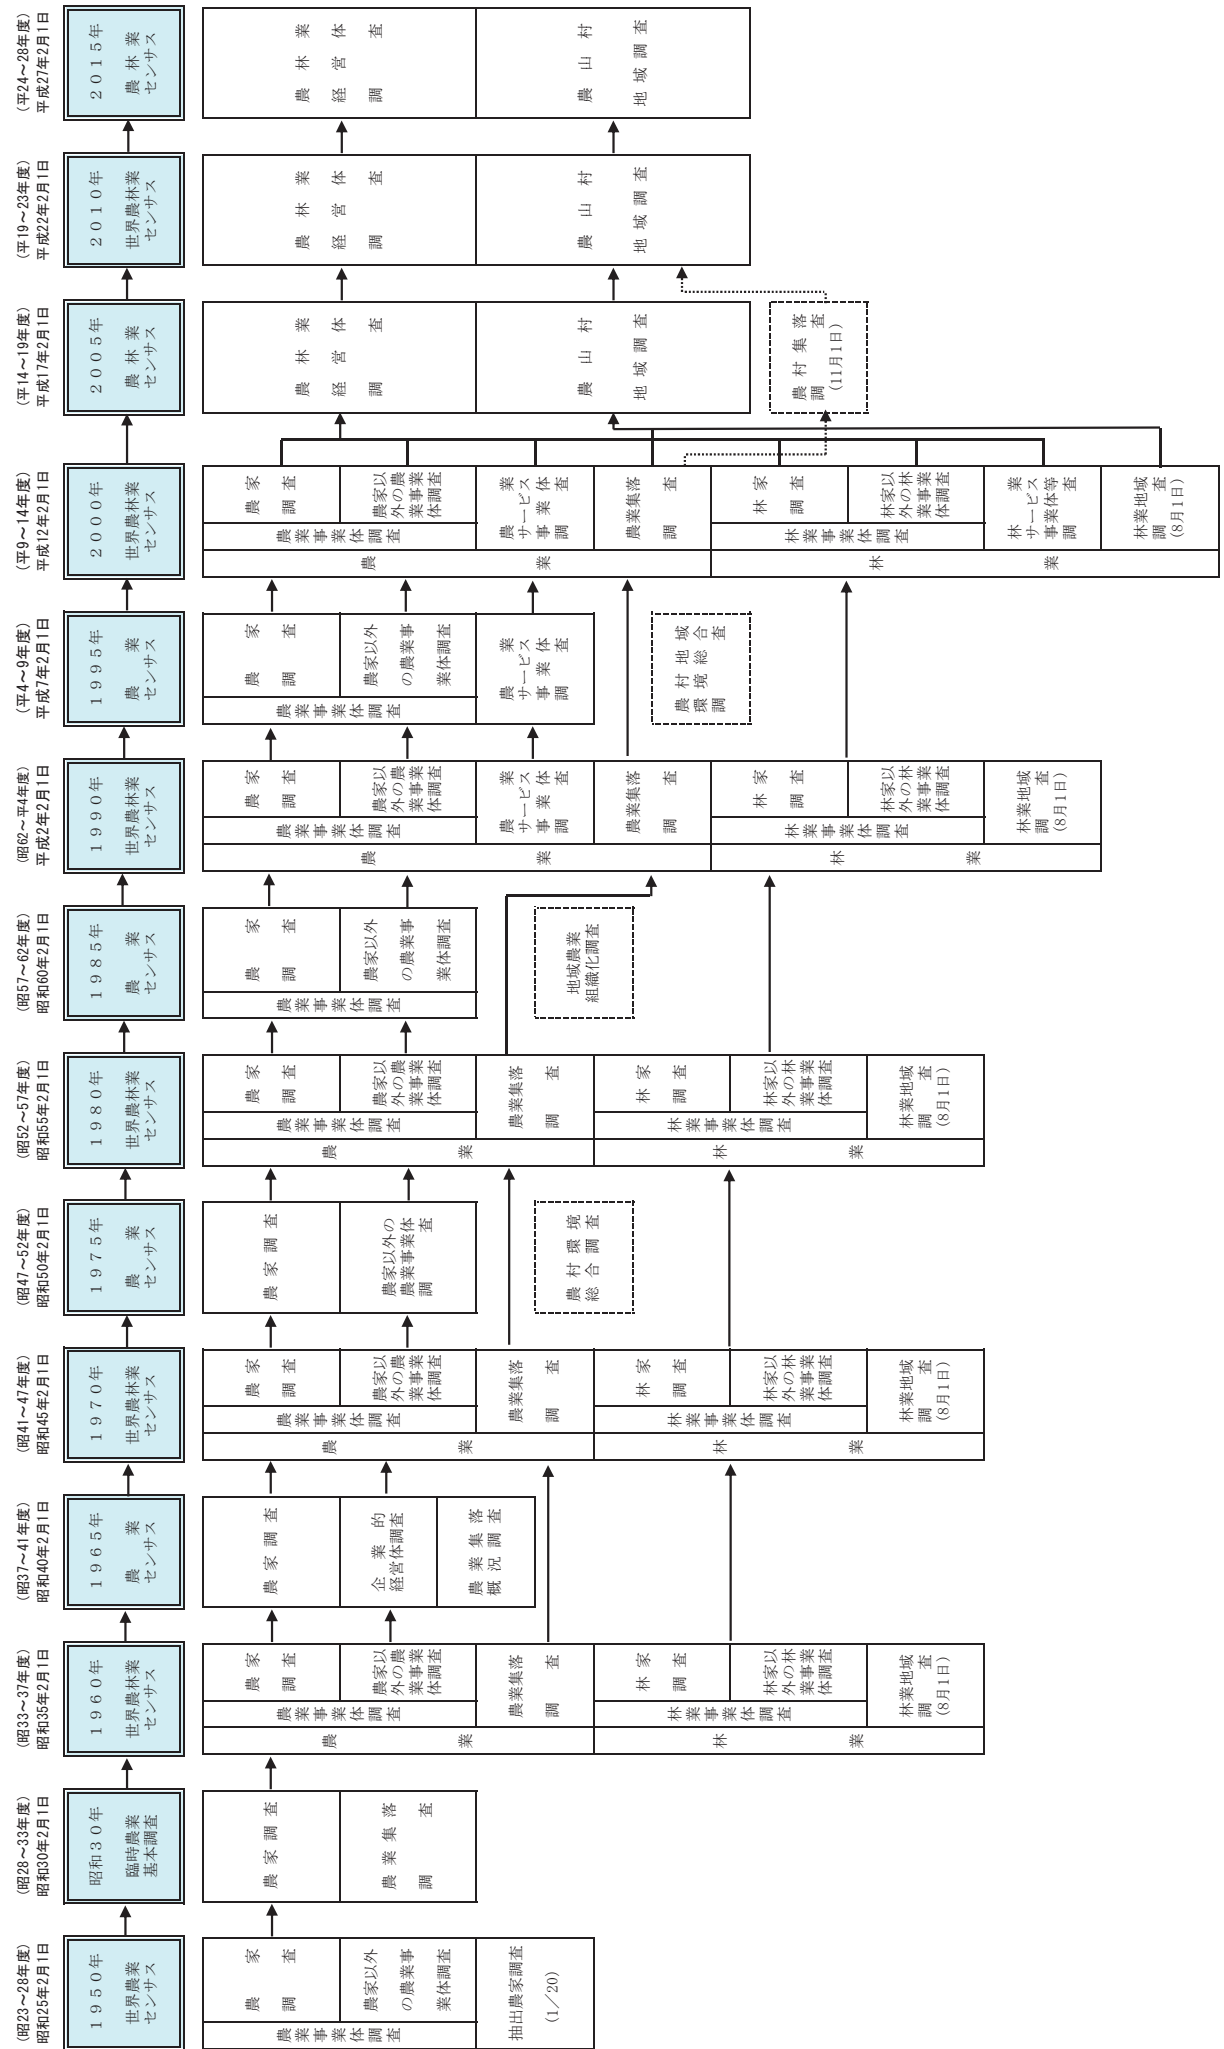 (昭23～28年度)
昭和25年2月1日
1950年
世界農業
センサス
農業事業体調査
農家
調査
農家以外
の農業事
業体調査
抽出農家調査
(1／20)
(昭28～33年度)
昭和30年2月1日
昭和30年
臨時農業
基本調査
農家調査
農業集落
調査
(昭33～37年度)
昭和35年2月1日
1960年
世界農林業
センサス
農業
農業事業体調査
農家
調査
農家以
外の農
業事業
体調査
農業集落
調査
林業
林業事業体調査
林家
調査
林家以
外の林
業事業
体調査
林業地域
調査
(8月1日)
(昭37～41年度)
昭和40年2月1日
1965年
農業
センサス
農家調査
企業的
経営体調査
農業集落
概況調査
(昭41～47年度)
昭和45年2月1日
1970年
世界農林業
センサス
農業
農業事業体調査
農家
調査
農家以
外の農
業事業
体調査
農業集落
調査
林業
林業事業体調査
林家
調査
林家以
外の林
業事業
体調査
林業地域
調査
(8月1日)
(昭47～52年度)
昭和50年2月1日
1975年
農業
センサス
農家調査
農家以外の
農業事業体
調査
農村環境
総合調査
(昭52～57年度)
昭和55年2月1日
1980年
世界農林業
センサス
農業
農業事業体調査
農家
調査
農家以
外の農
業事業
体調査
農業集落
調査
林業
林業事業体調査
林家
調査
林家以
外の林
業事業
体調査
林業地域
調査
(8月1日)
(昭57～62年度)
昭和60年2月1日
1985年
農業
センサス
農業事業体調査
農家
調査
農家以外
の農業事
業体調査
地域農業
組織化調査
(昭62～平4年度)
平成2年2月1日
1990年
世界農林業
センサス
農業
農業事業体調査
農家
調査
農家以
外の農
業事業
体調査
農業
サービス
事業体
調査
農業集落
調査
林業
林業事業体調査
林家
調査
林家以
外の林
業事業
体調査
林業地域
調査
(8月1日)
(平4～9年度)
平成7年2月1日
1995年
農業
センサス
農業事業体調査
農家
調査
農家以外
の農業事
業体調査
農業
サービス
事業体
調査
農村地域
環境総合
調査
(平9～14年度)
平成12年2月1日
2000年
世界農林業
センサス
農業
農業事業体調査
農家
調査
農家以
外の農
業事業
体調査
農業
サービス
事業体
調査
農業集落
調査
林業
林業事業体調査
林家
調査
林家以
外の林
業事業
体調査
林業
サービス
事業体等
調査
林業地域
調査
(8月1日)
(平14～19年度)
平成17年2月1日
2005年
農林業
センサス
農林業
経営体
調査
農山村
地域調査
農村集落
調査
(11月1日)
(平19～23年度)
平成22年2月1日
2010年
世界農林業
センサス
農林業
経営体
調査
農山村
地域調査
(平24～28年度)
平成27年2月1日
2015年
農林業
センサス
農林業
経営体
調査
農山村
地域調査